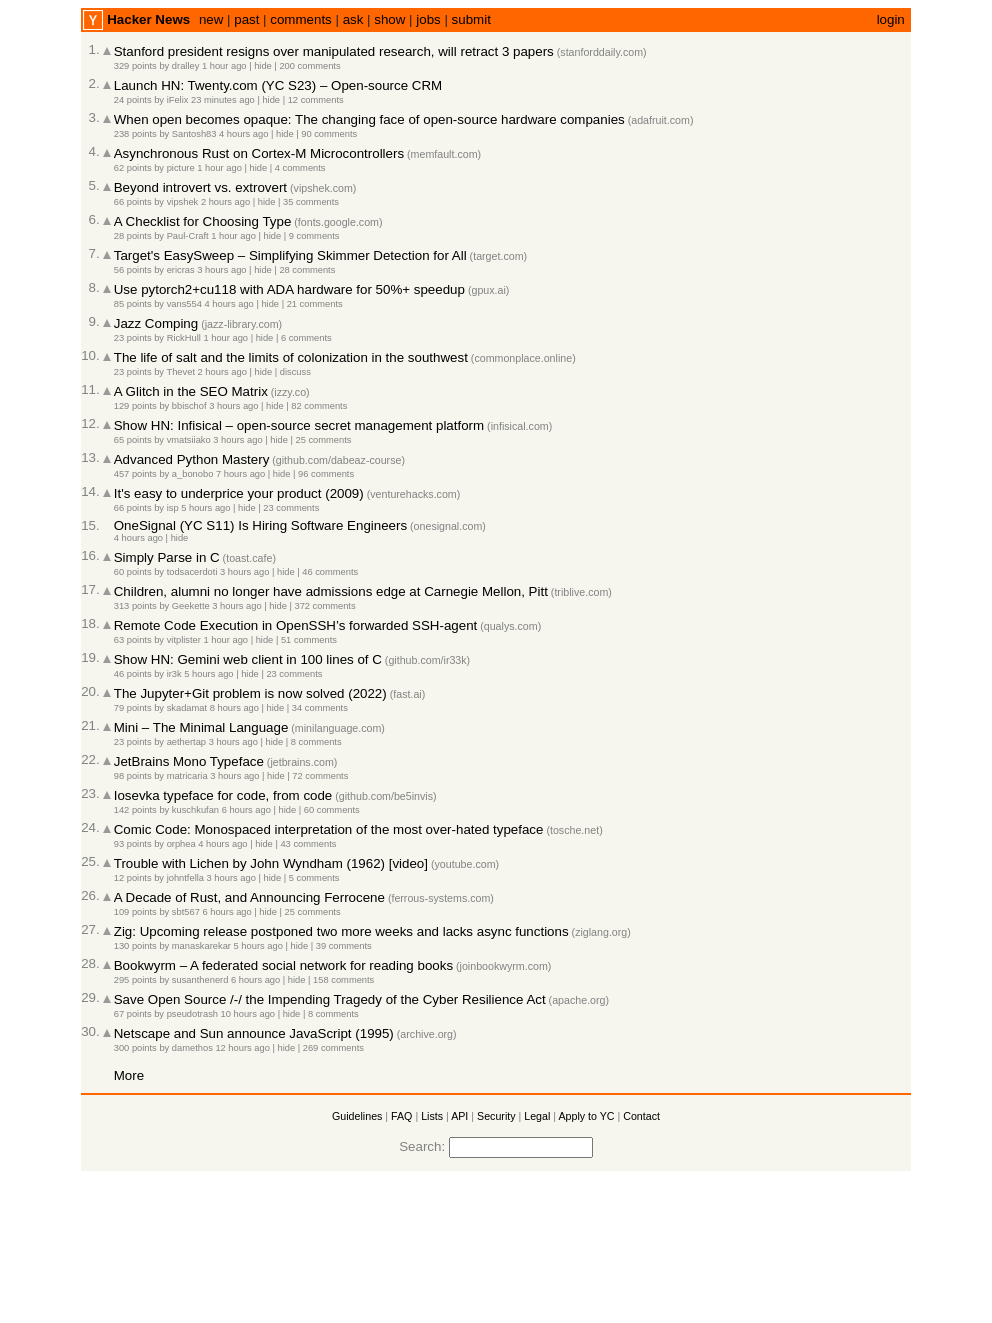 Y Hacker News new | past | comments | ask | show | jobs | submit login
1. ▲ Stanford president resigns over manipulated research, will retract 3 papers (stanforddaily.com)
329 points by dralley 1 hour ago | hide | 200 comments
2. ▲ Launch HN: Twenty.com (YC S23) – Open-source CRM
24 points by iFelix 23 minutes ago | hide | 12 comments
3. ▲ When open becomes opaque: The changing face of open-source hardware companies (adafruit.com)
238 points by Santosh83 4 hours ago | hide | 90 comments
4. ▲ Asynchronous Rust on Cortex-M Microcontrollers (memfault.com)
62 points by picture 1 hour ago | hide | 4 comments
5. ▲ Beyond introvert vs. extrovert (vipshek.com)
66 points by vipshek 2 hours ago | hide | 35 comments
6. ▲ A Checklist for Choosing Type (fonts.google.com)
28 points by Paul-Craft 1 hour ago | hide | 9 comments
7. ▲ Target's EasySweep – Simplifying Skimmer Detection for All (target.com)
56 points by ericras 3 hours ago | hide | 28 comments
8. ▲ Use pytorch2+cu118 with ADA hardware for 50%+ speedup (gpux.ai)
85 points by vans554 4 hours ago | hide | 21 comments
9. ▲ Jazz Comping (jazz-library.com)
23 points by RickHull 1 hour ago | hide | 6 comments
10. ▲ The life of salt and the limits of colonization in the southwest (commonplace.online)
23 points by Thevet 2 hours ago | hide | discuss
11. ▲ A Glitch in the SEO Matrix (izzy.co)
129 points by bbischof 3 hours ago | hide | 82 comments
12. ▲ Show HN: Infisical – open-source secret management platform (infisical.com)
65 points by vmatsiiako 3 hours ago | hide | 25 comments
13. ▲ Advanced Python Mastery (github.com/dabeaz-course)
457 points by a_bonobo 7 hours ago | hide | 96 comments
14. ▲ It's easy to underprice your product (2009) (venturehacks.com)
66 points by isp 5 hours ago | hide | 23 comments
15. OneSignal (YC S11) Is Hiring Software Engineers (onesignal.com)
4 hours ago | hide
16. ▲ Simply Parse in C (toast.cafe)
60 points by todsacerdoti 3 hours ago | hide | 46 comments
17. ▲ Children, alumni no longer have admissions edge at Carnegie Mellon, Pitt (triblive.com)
313 points by Geekette 3 hours ago | hide | 372 comments
18. ▲ Remote Code Execution in OpenSSH's forwarded SSH-agent (qualys.com)
63 points by vitplister 1 hour ago | hide | 51 comments
19. ▲ Show HN: Gemini web client in 100 lines of C (github.com/ir33k)
46 points by ir3k 5 hours ago | hide | 23 comments
20. ▲ The Jupyter+Git problem is now solved (2022) (fast.ai)
79 points by skadamat 8 hours ago | hide | 34 comments
21. ▲ Mini – The Minimal Language (minilanguage.com)
23 points by aethertap 3 hours ago | hide | 8 comments
22. ▲ JetBrains Mono Typeface (jetbrains.com)
98 points by matricaria 3 hours ago | hide | 72 comments
23. ▲ Iosevka typeface for code, from code (github.com/be5invis)
142 points by kuschkufan 6 hours ago | hide | 60 comments
24. ▲ Comic Code: Monospaced interpretation of the most over-hated typeface (tosche.net)
93 points by orphea 4 hours ago | hide | 43 comments
25. ▲ Trouble with Lichen by John Wyndham (1962) [video] (youtube.com)
12 points by johntfella 3 hours ago | hide | 5 comments
26. ▲ A Decade of Rust, and Announcing Ferrocene (ferrous-systems.com)
109 points by sbt567 6 hours ago | hide | 25 comments
27. ▲ Zig: Upcoming release postponed two more weeks and lacks async functions (ziglang.org)
130 points by manaskarekar 5 hours ago | hide | 39 comments
28. ▲ Bookwyrm – A federated social network for reading books (joinbookwyrm.com)
295 points by susanthenerd 6 hours ago | hide | 158 comments
29. ▲ Save Open Source /-/ the Impending Tragedy of the Cyber Resilience Act (apache.org)
67 points by pseudotrash 10 hours ago | hide | 8 comments
30. ▲ Netscape and Sun announce JavaScript (1995) (archive.org)
300 points by damethos 12 hours ago | hide | 269 comments
More
Guidelines | FAQ | Lists | API | Security | Legal | Apply to YC | Contact
Search: